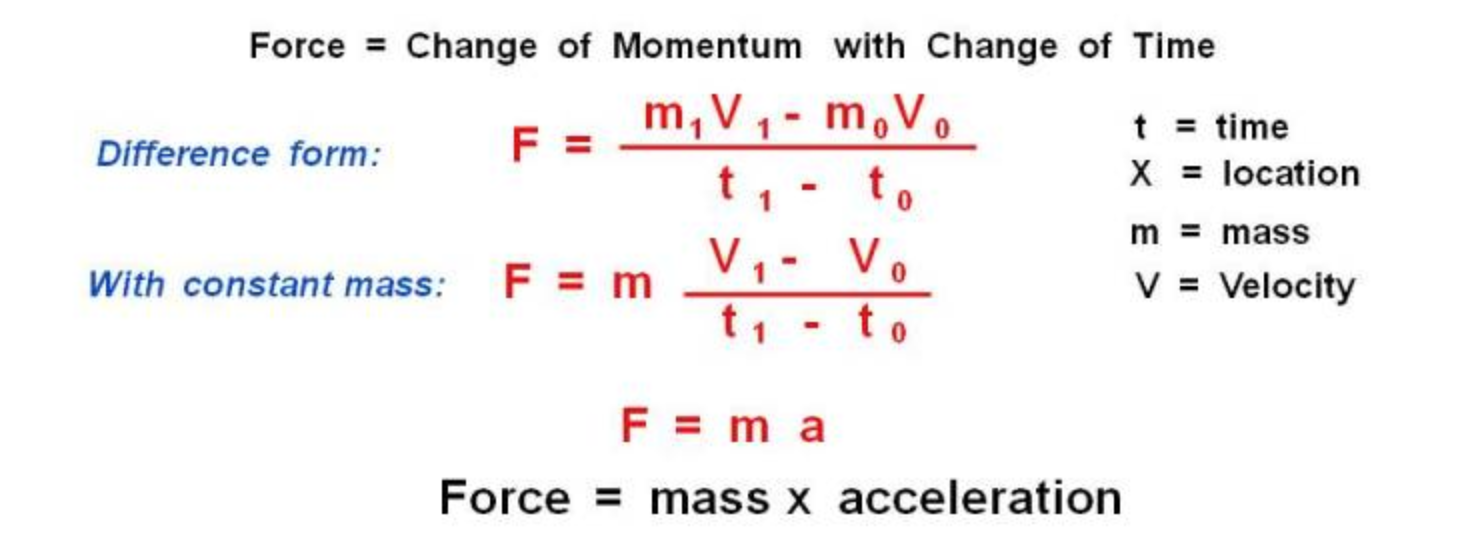 Force = Change of Momentum with Change of Time
Difference form:
F = m₁V₁ - m₀V₀
t₁ - t₀
t = time
X = location
m = mass
V = Velocity
With constant mass:
F = m V₁ - V₀
t₁ - t₀
F = m a
Force = mass x acceleration